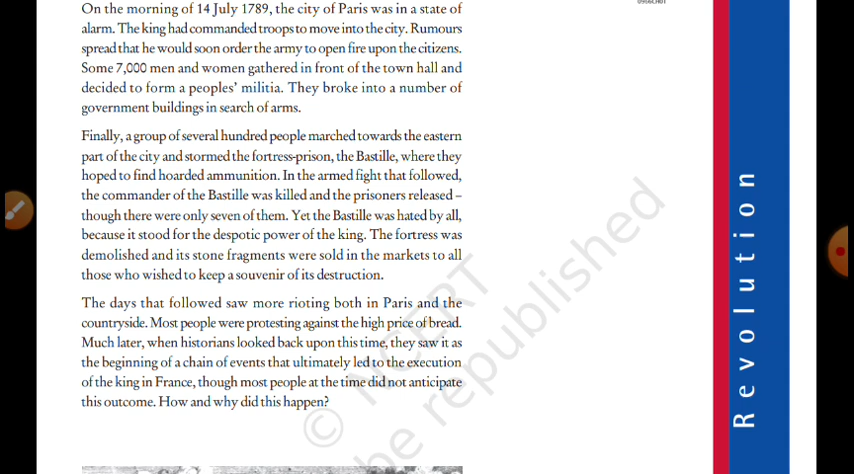 On the morning of 14 July 1789, the city of Paris was in a state of
alarm. The king had commanded troops to move into the city. Rumours
spread that he would soon order the army to open fire upon the citizens.
Some 7,000 men and women gathered in front of the town hall and
decided to form a peoples' militia. They broke into a number of
government buildings in search of arms.
Finally, a group of several hundred people marched towards the eastern
part of the city and stormed the fortress-prison, the Bastille, where they
hoped to find hoarded ammunition. In the armed fight that followed,
the commander of the Bastille was killed and the prisoners released –
though there were only seven of them. Yet the Bastille was hated by all,
because it stood for the despotic power of the king. The fortress was
demolished and its stone fragments were sold in the markets to all
those who wished to keep a souvenir of its destruction.
The days that followed saw more rioting both in Paris and the
countryside. Most people were protesting against the high price of bread.
Much later, when historians looked back upon this time, they saw it as
the beginning of a chain of events that ultimately led to the execution
of the king in France, though most people at the time did not anticipate
this outcome. How and why did this happen?
© NCERT
be republished
Revolution